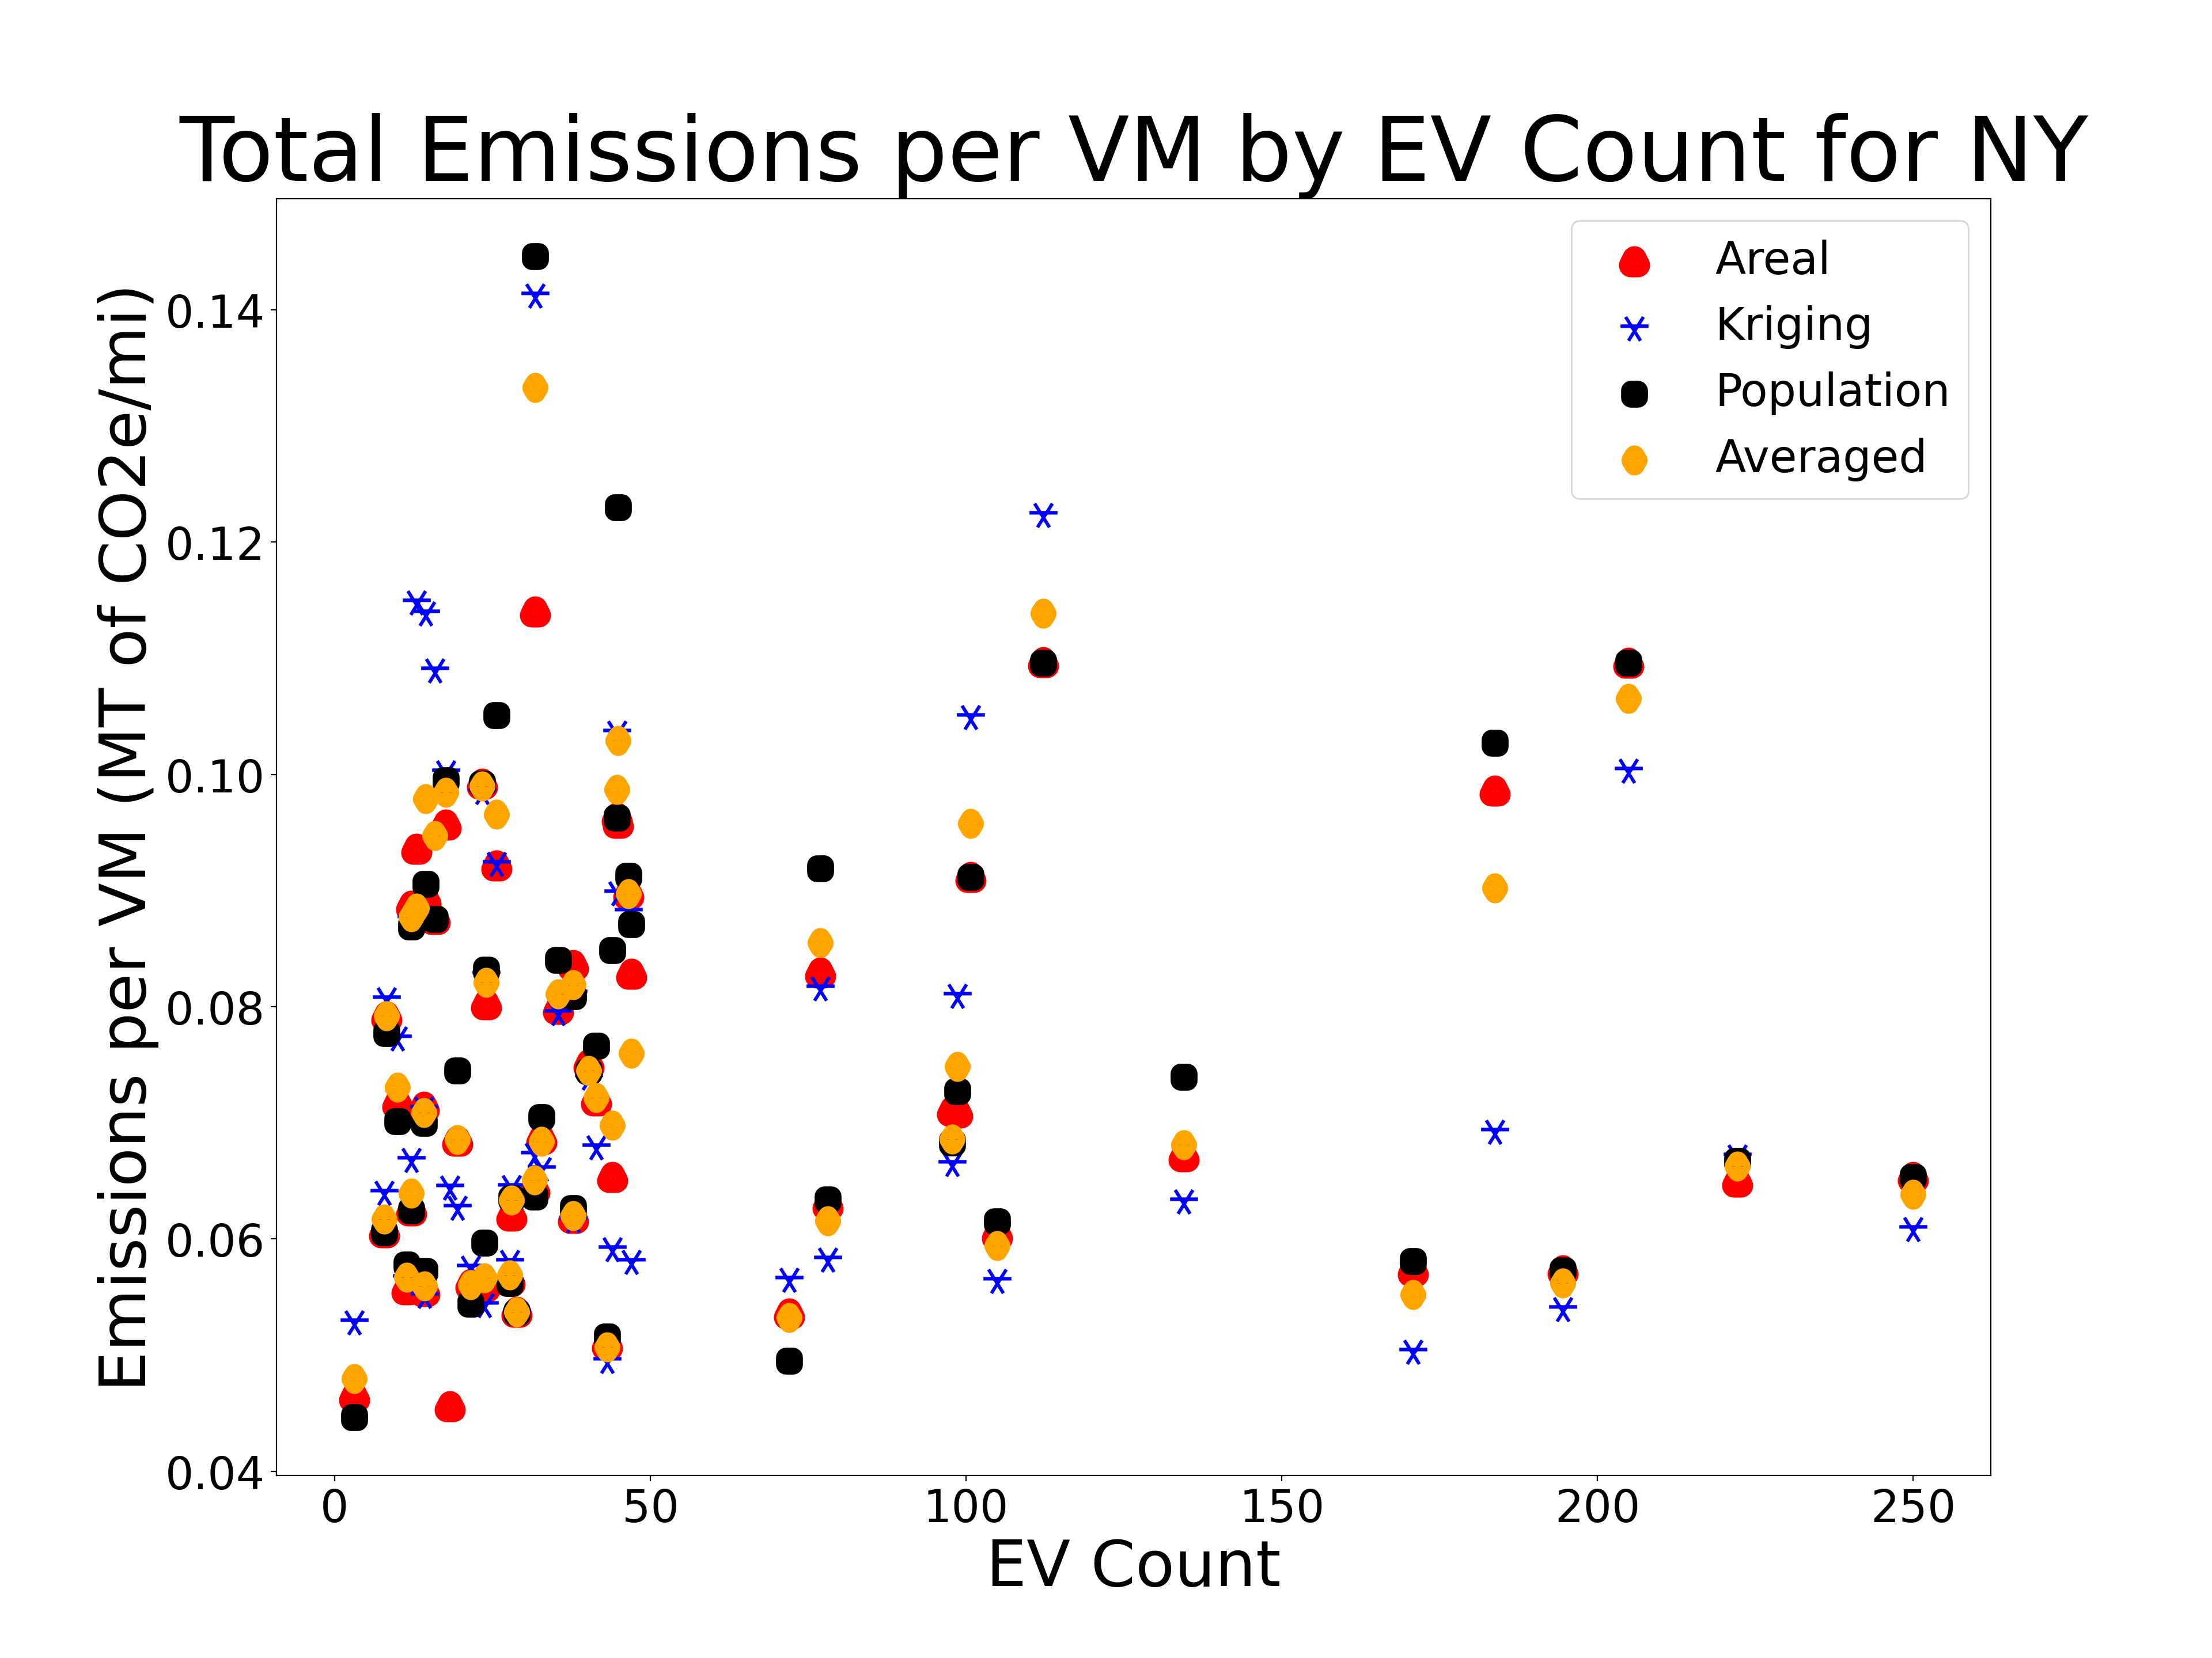 Total Emissions per VM by EV Count for NY
Emissions per VM (MT of CO2e/mi)
0.14
0.12
0.10
0.08
0.06
0.04
Areal
Kriging
Population
Averaged
0 50 100 150 200 250
EV Count